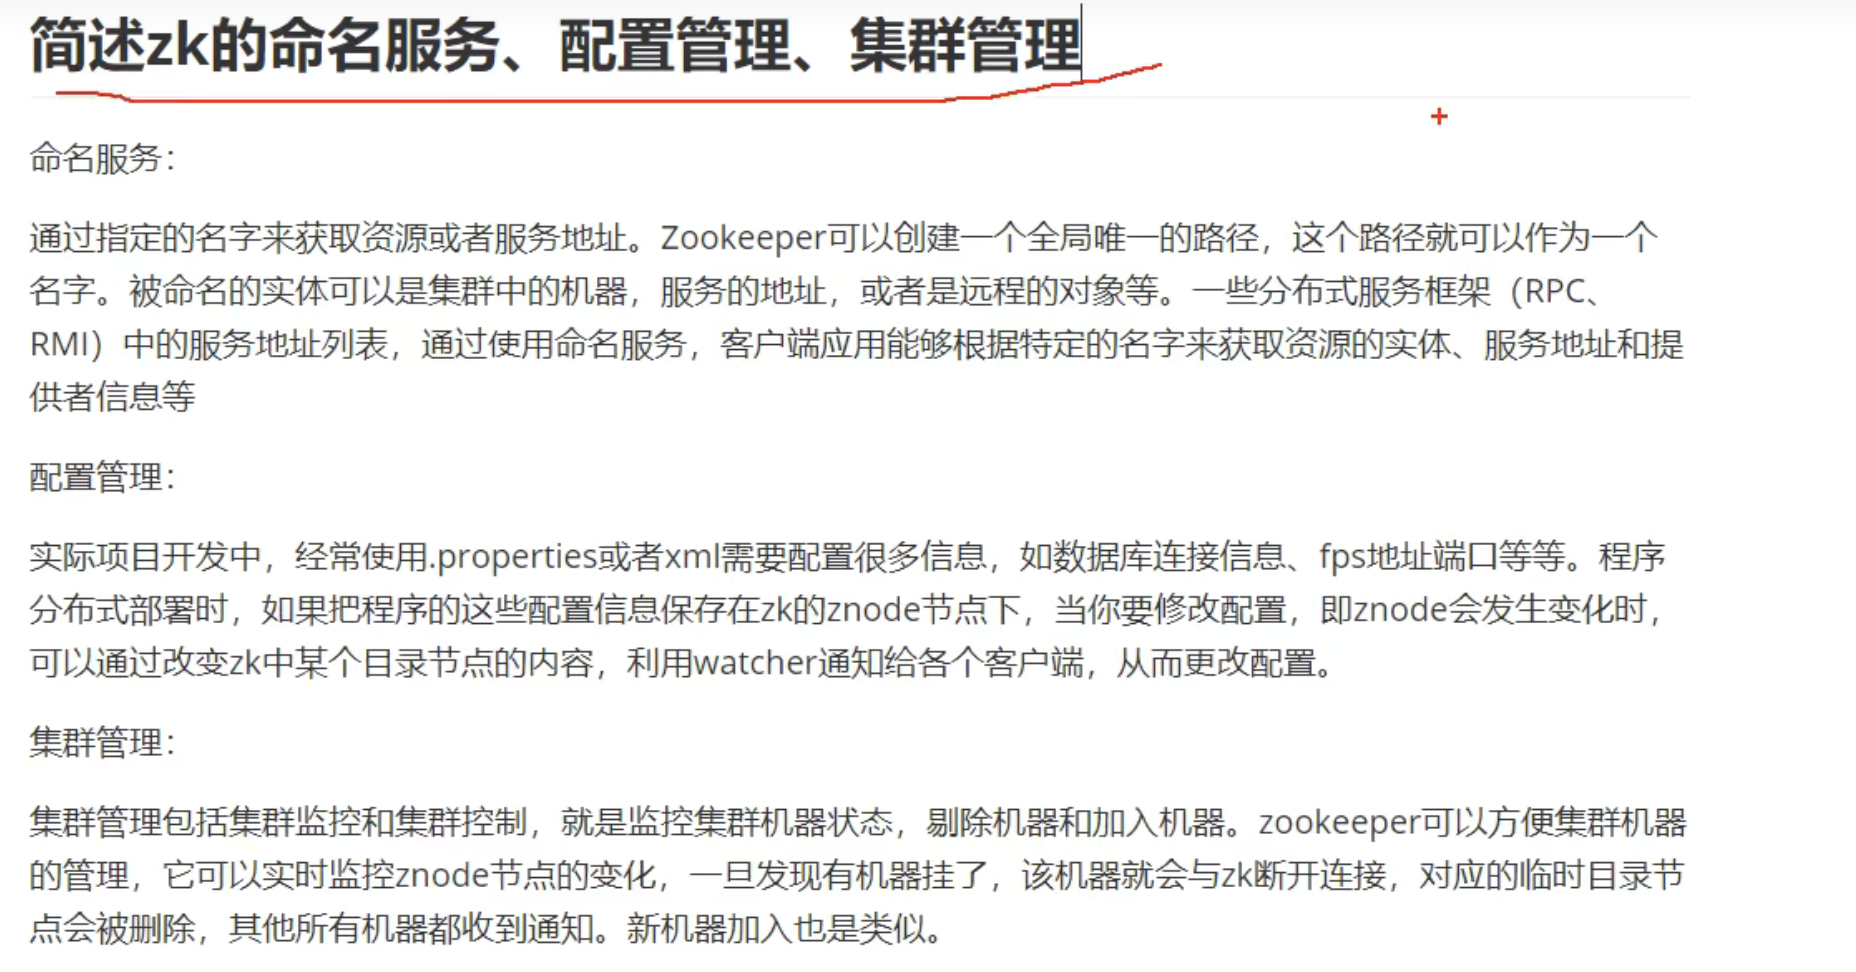 简述zk的命名服务、配置管理、集群管理
命名服务：
通过指定的名字来获取资源或者服务地址。Zookeeper可以创建一个全局唯一的路径，这个路径就可以作为一个
名字。被命名的实体可以是集群中的机器，服务的地址，或者是远程的对象等。一些分布式服务框架（RPC、
RMI）中的服务地址列表，通过使用命名服务，客户端应用能够根据特定的名字来获取资源的实体、服务地址和提
供者信息等
配置管理：
实际项目开发中，经常使用.properties或者xml需要配置很多信息，如数据库连接信息、fps地址端口等等。程序
分布式部署时，如果把程序的这些配置信息保存在zk的znode节点下，当你要修改配置，即znode会发生变化时，
可以通过改变zk中某个目录节点的内容，利用watcher通知给各个客户端，从而更改配置。
集群管理：
集群管理包括集群监控和集群控制，就是监控集群机器状态，剔除机器和加入机器。zookeeper可以方便集群机器
的管理，它可以实时监控znode节点的变化，一旦发现有机器挂了，该机器就会与zk断开连接，对应的临时目录节
点会被删除，其他所有机器都收到通知。新机器加入也是类似。